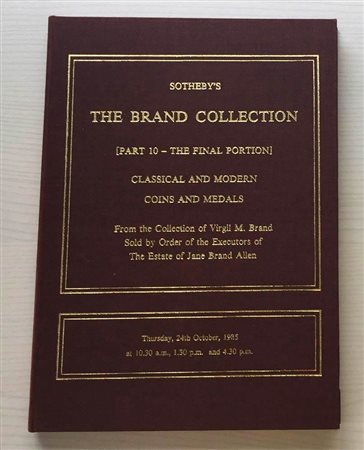 SOTHEBY'S
THE BRAND COLLECTION
[PART 10 – THE FINAL PORTION]
CLASSICAL AND MODERN
COINS AND MEDALS
From the Collection of Virgil M. Brand
Sold by Order of the Executors of
The Estate of Jane Brand Allen
Thursday, 24th October, 1985
at 10.30 a.m., 1.30 p.m. and 4.30 p.m.